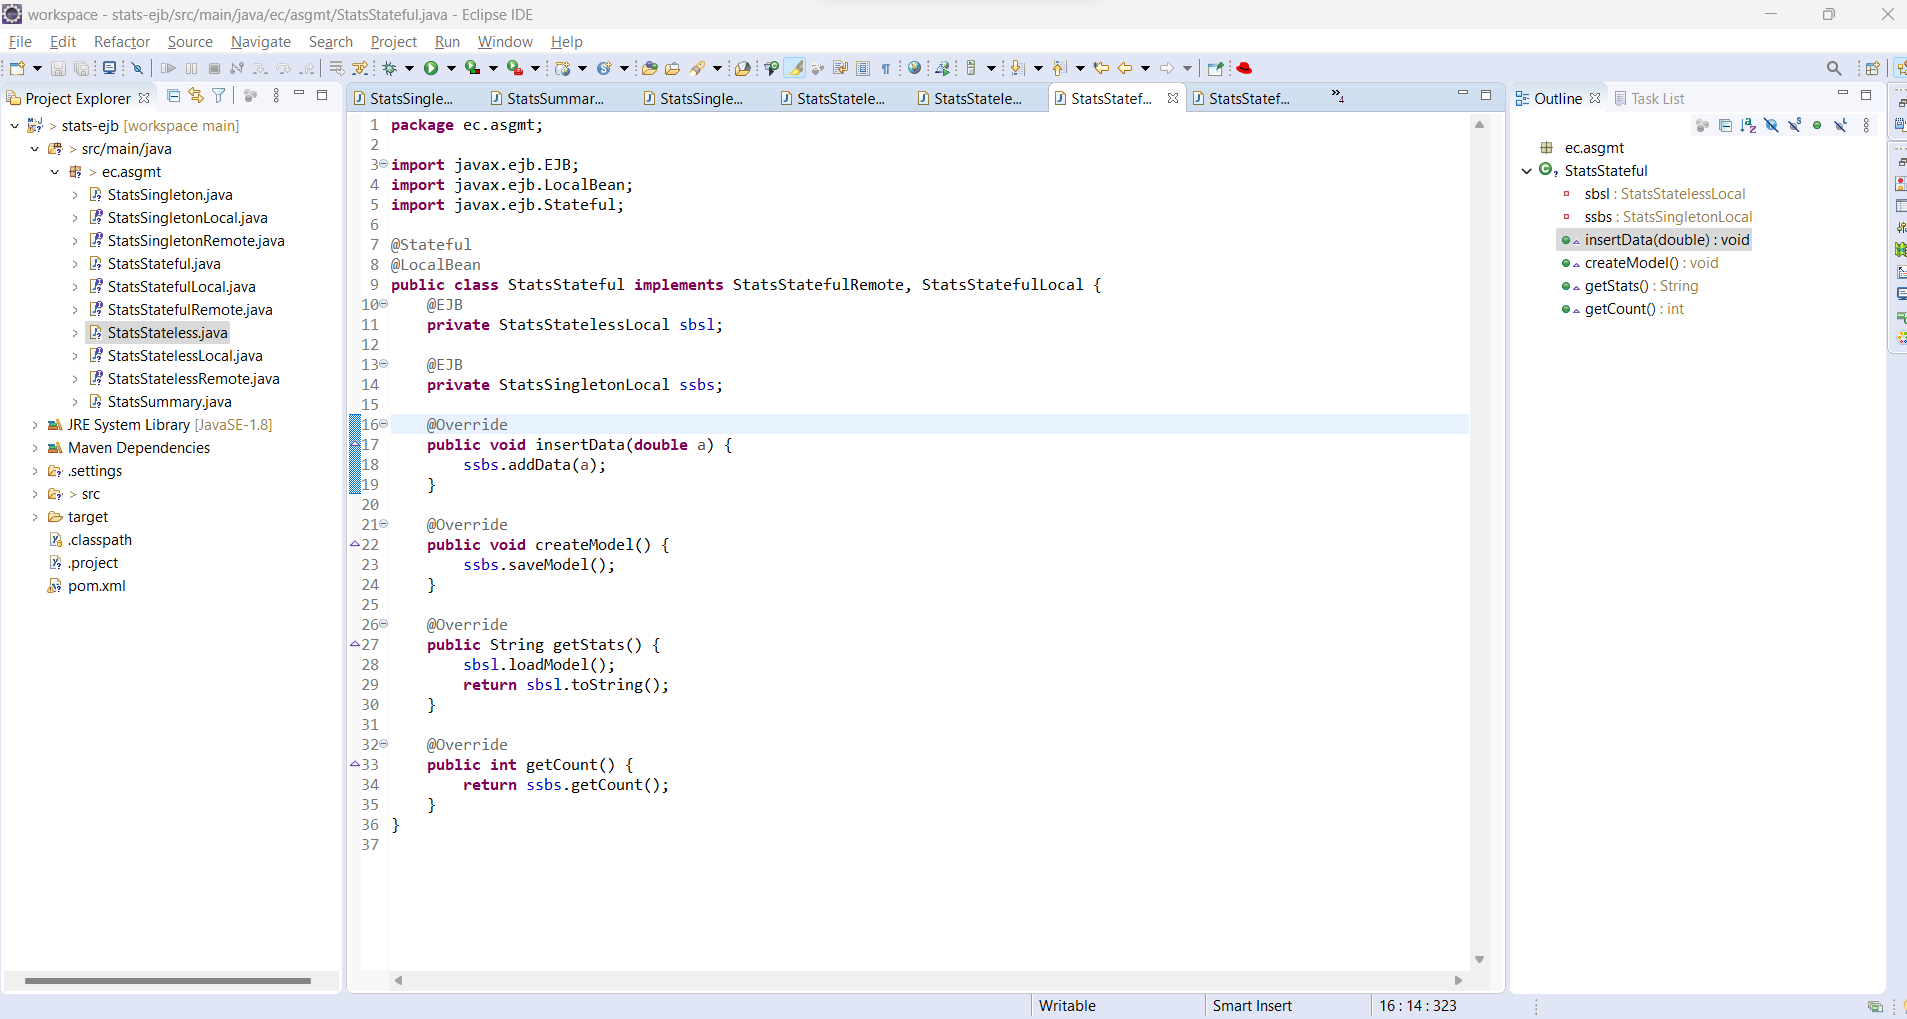 workspace - stats-ejb/src/main/java/ec/asgmt/StatsStateful.java - Eclipse IDE
File Edit Refactor Source Navigate Search Project Run Window Help
Project Explorer
> stats-ejb [workspace main]
> src/main/java
> ec.asgmt
StatsSingleton.java
StatsSingletonLocal.java
StatsSingletonRemote.java
StatsStateful.java
StatsStatefulLocal.java
StatsStatefulRemote.java
StatsStateless.java
StatsStatelessLocal.java
StatsStatelessRemote.java
StatsSummary.java
JRE System Library [JavaSE-1.8]
Maven Dependencies
.settings
> src
target
.classpath
.project
pom.xml
StatsSingle... StatsSummar... StatsSingle... StatsStatele... StatsStatele... StatsStatef... StatsStatef... »4
1 package ec.asgmt;
2
3 import javax.ejb.EJB;
4 import javax.ejb.LocalBean;
5 import javax.ejb.Stateful;
6
7 @Stateful
8 @LocalBean
9 public class StatsStateful implements StatsStatefulRemote, StatsStatefulLocal {
10 @EJB
11 private StatsStatelessLocal sbsl;
12
13 @EJB
14 private StatsSingletonLocal ssbs;
15
16 @Override
17 public void insertData(double a) {
18 ssbs.addData(a);
19 }
20
21 @Override
22 public void createModel() {
23 ssbs.saveModel();
24 }
25
26 @Override
27 public String getStats() {
28 sbsl.loadModel();
29 return sbsl.toString();
30 }
31
32 @Override
33 public int getCount() {
34 return ssbs.getCount();
35 }
36 }
37
Outline Task List
ec.asgmt
StatsStateful
sbsl : StatsStatelessLocal
ssbs : StatsSingletonLocal
insertData(double) : void
createModel() : void
getStats() : String
getCount() : int
Writable Smart Insert 16 : 14 : 323